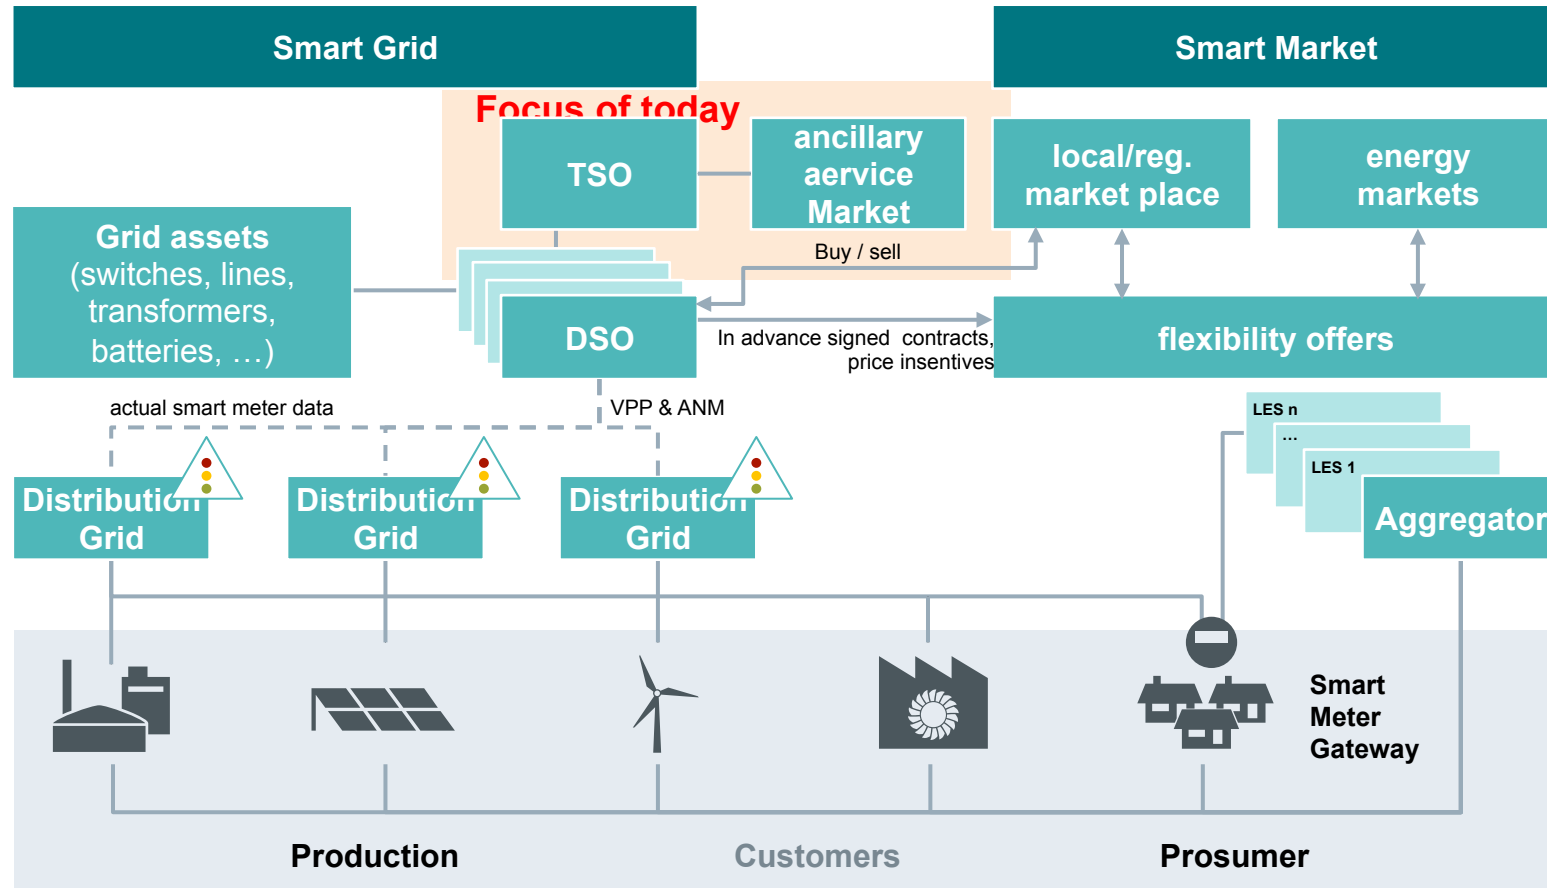 Smart Grid
Smart Market
Focus of today
TSO
ancillary
aervice
Market
local/reg.
market place
energy
markets
Grid assets
(switches, lines,
transformers,
batteries, …)
Buy / sell
DSO
In advance signed contracts,
price insentives
flexibility offers
actual smart meter data
VPP & ANM
LES n
…
LES 1
Aggregator
Distribution
Grid
Distribution
Grid
Distribution
Grid
Smart
Meter
Gateway
Production
Customers
Prosumer